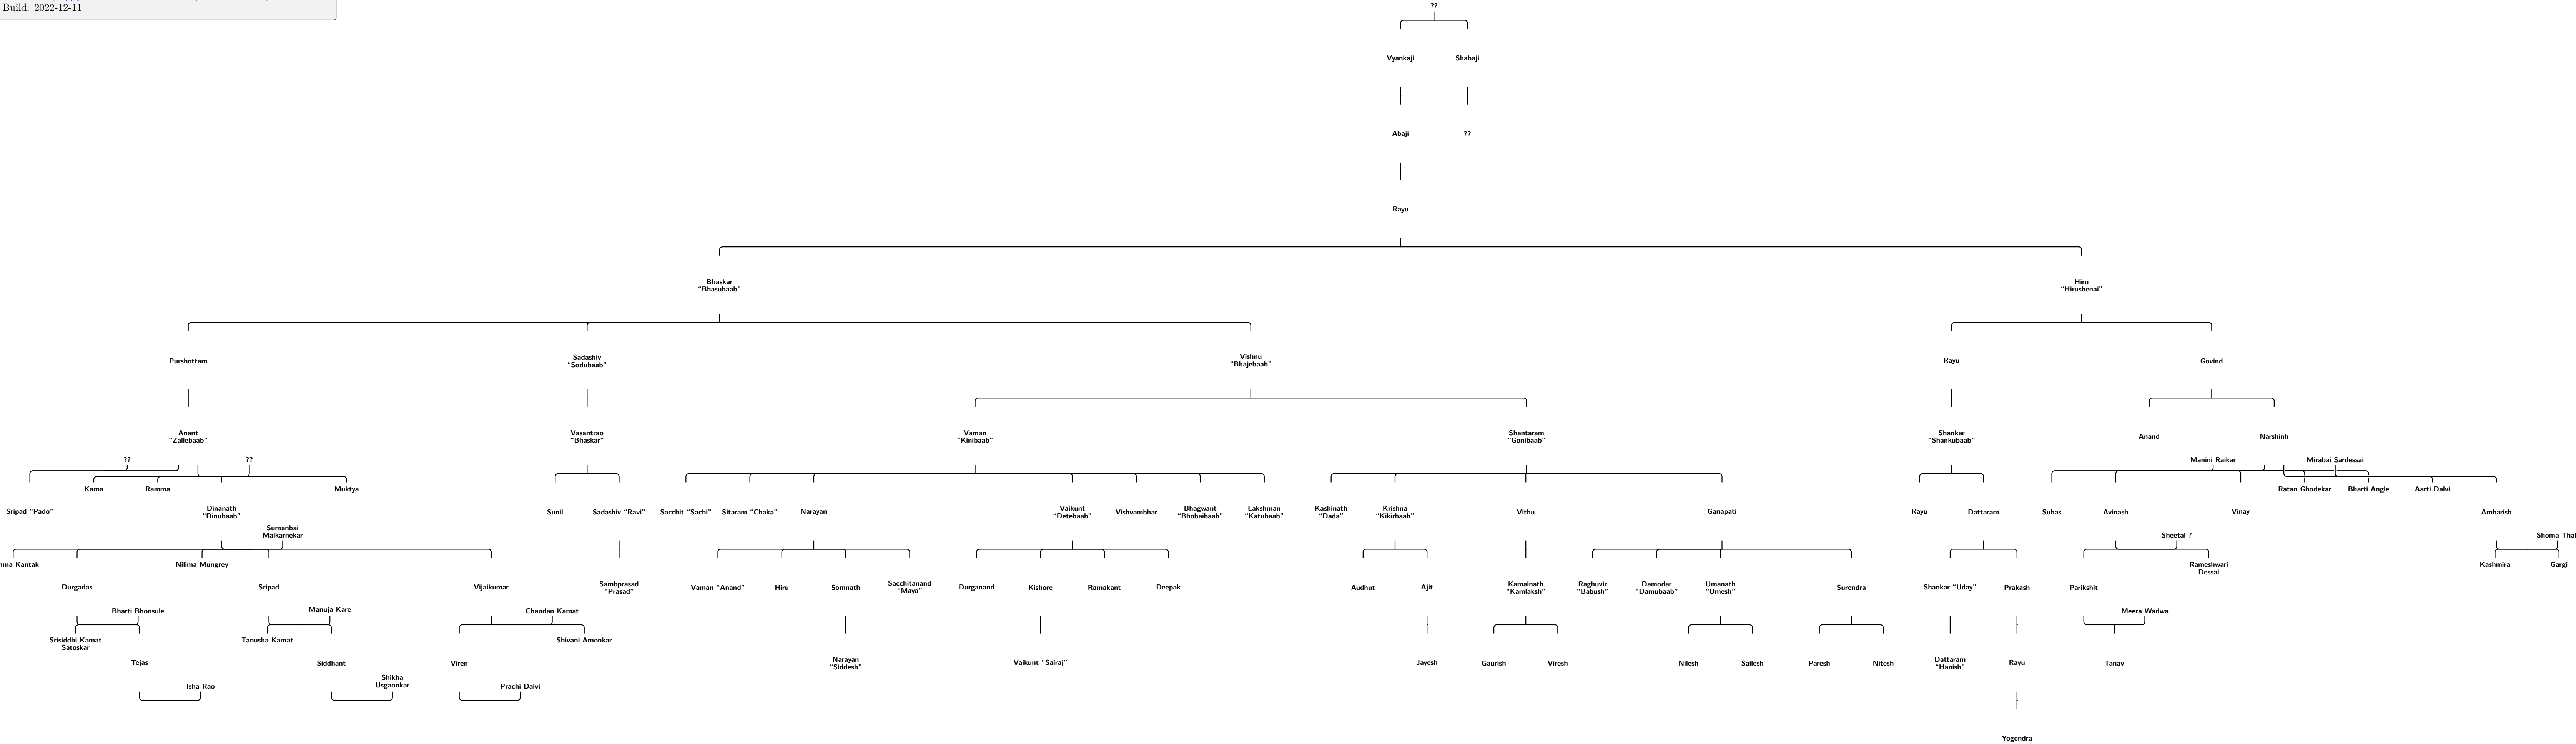 Build: 2022-12-11
??
Vyankaji
Shabaji
Abaji
??
Rayu
Bhaskar
“Bhasubaab”
Hiru
“Hirushenai”
Purshottam
Sadashiv
“Sodubaab”
Vishnu
“Bhajebaab”
Rayu
Govind
Anant
“Zallebaab”
Vasantrao
“Bhaskar”
Vaman
“Kinibaab”
Shantaram
“Gonibaab”
Shankar
“Shankubaab”
Anand
Narshinh
??
??
Manini Raikar
Mirabai Sardessai
Kama
Ramma
Muktya
Ratan Ghodekar
Bharti Angle
Aarti Dalvi
Sripad “Pado”
Dinanath
“Dinubaab”
Sunil
Sadashiv “Ravi”
Sacchit “Sachi”
Sitaram “Chaka”
Narayan
Vaikunt
“Detebaab”
Vishvambhar
Bhagwant
“Bhobaibaab”
Lakshman
“Katubaab”
Kashinath
“Dada”
Krishna
“Kikirbaab”
Vithu
Ganapati
Rayu
Dattaram
Suhas
Avinash
Vinay
Ambarish
Sumanbai
Malkarnekar
Sheetal ?
Shoma
Kantak
Nilima Mungrey
Rameshwari
Dessai
Kashmira
Gargi
Durgadas
Sripad
Vijaikumar
Sambprasad
“Prasad”
Vaman “Anand”
Hiru
Somnath
Sacchitanand
“Maya”
Durganand
Kishore
Ramakant
Deepak
Audhut
Ajit
Kamalnath
“Kamlaksh”
Raghuvir
“Babush”
Damodar
“Damubaab”
Umanath
“Umesh”
Surendra
Shankar “Uday”
Prakash
Parikshit
Bharti Bhonsule
Manuja Kare
Chandan Kamat
Meera Wadwa
Srisiddhi Kamat
Satoskar
Tanusha Kamat
Shivani Amonkar
Tejas
Siddhant
Viren
Narayan
“Siddesh”
Vaikunt “Sairaj”
Jayesh
Gaurish
Viresh
Nilesh
Sailesh
Paresh
Nitesh
Dattaram
“Hanish”
Rayu
Tanav
Isha Rao
Shikha
Usgaonkar
Prachi Dalvi
Yogendra